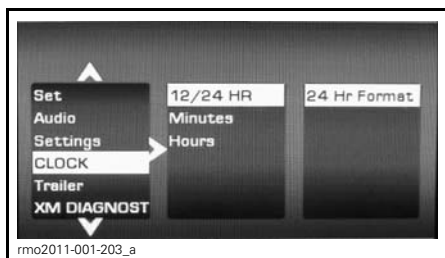 Set
Audio
Settings
CLOCK
Trailer
XM DIAGNOST
12/24 HR
Minutes
Hours
24 Hr Format
rmo2011-001-203_a